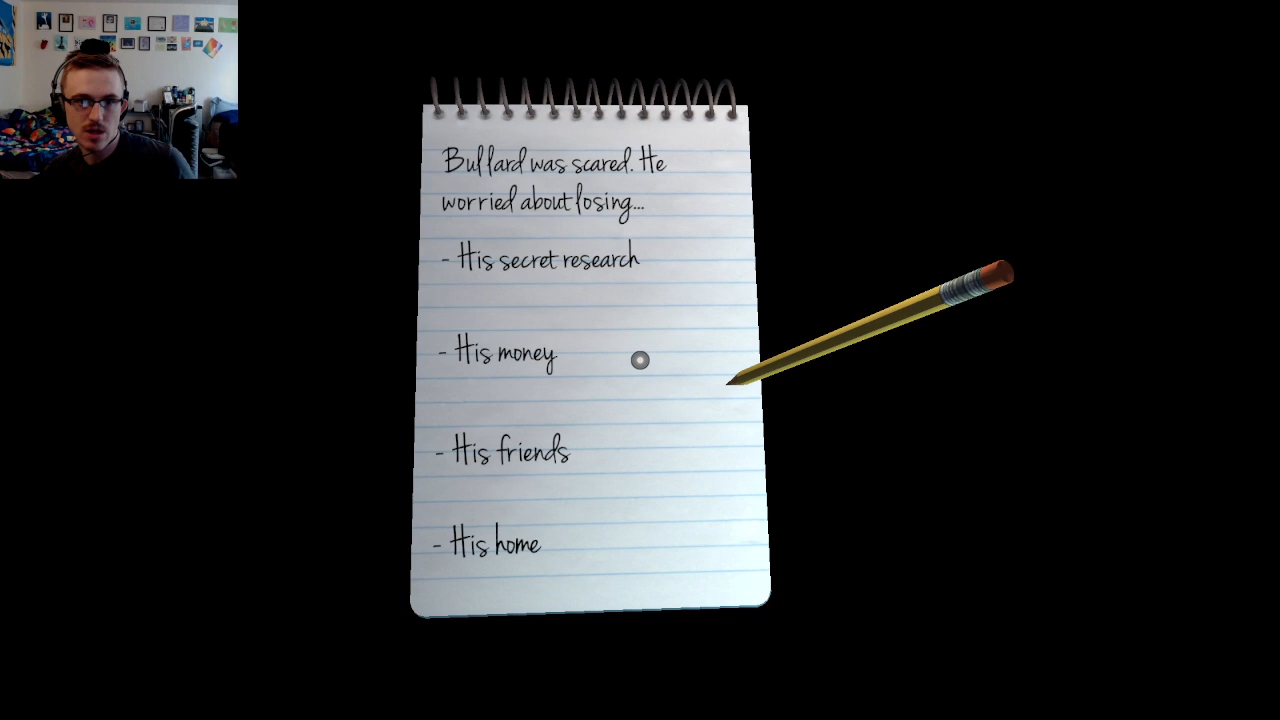 Bullard was scared. He
worried about losing...
- His secret research
- His money
- His friends
- His home